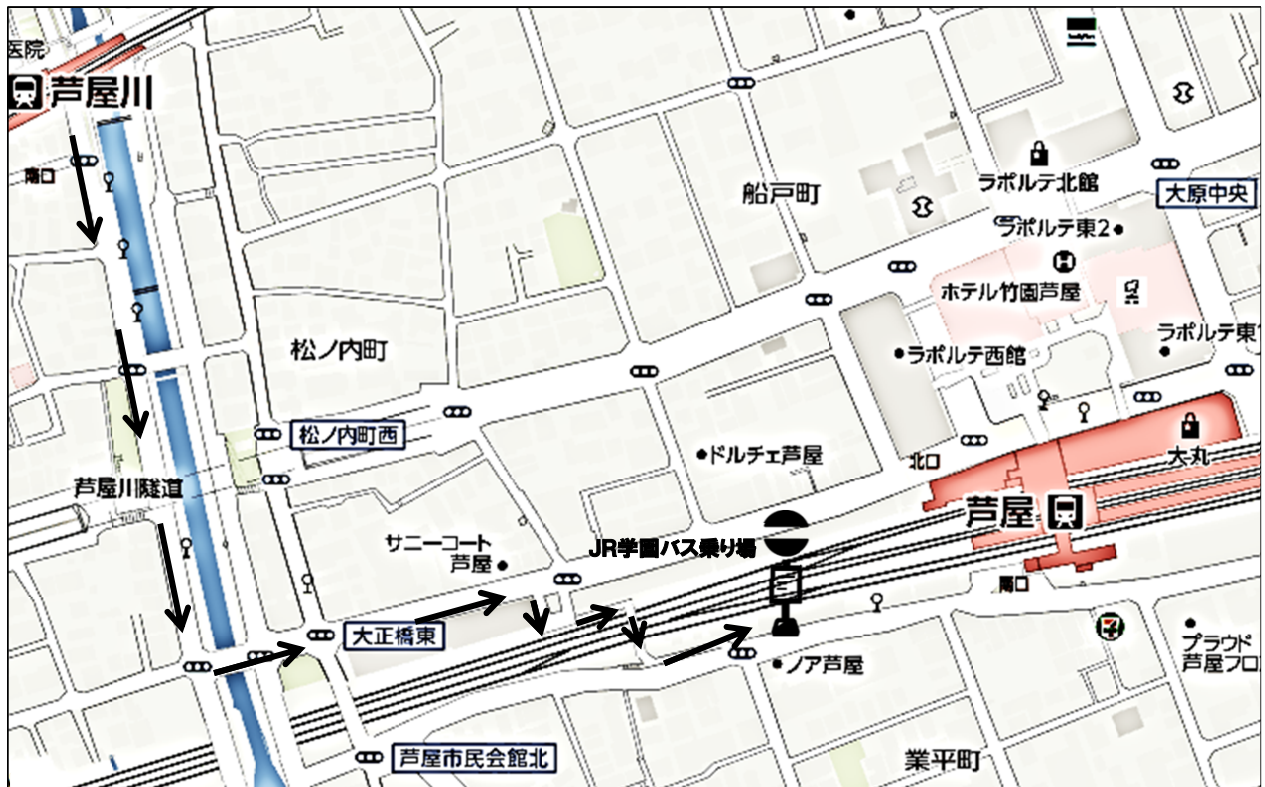 医院
芦屋川
南口
船戸町
ラポルテ北館
大原中央
ラポルテ東2
ホテル竹園芦屋
松ノ内町
ラポルテ西館
ラポルテ東1
松ノ内町西
ドルチェ芦屋
北口
大丸
芦屋川隧道
芦屋
サニーコート
芦屋
JR学園バス乗り場
南口
7
大正橋東
ノア芦屋
プラウド
芦屋フロ
芦屋市民会館北
業平町